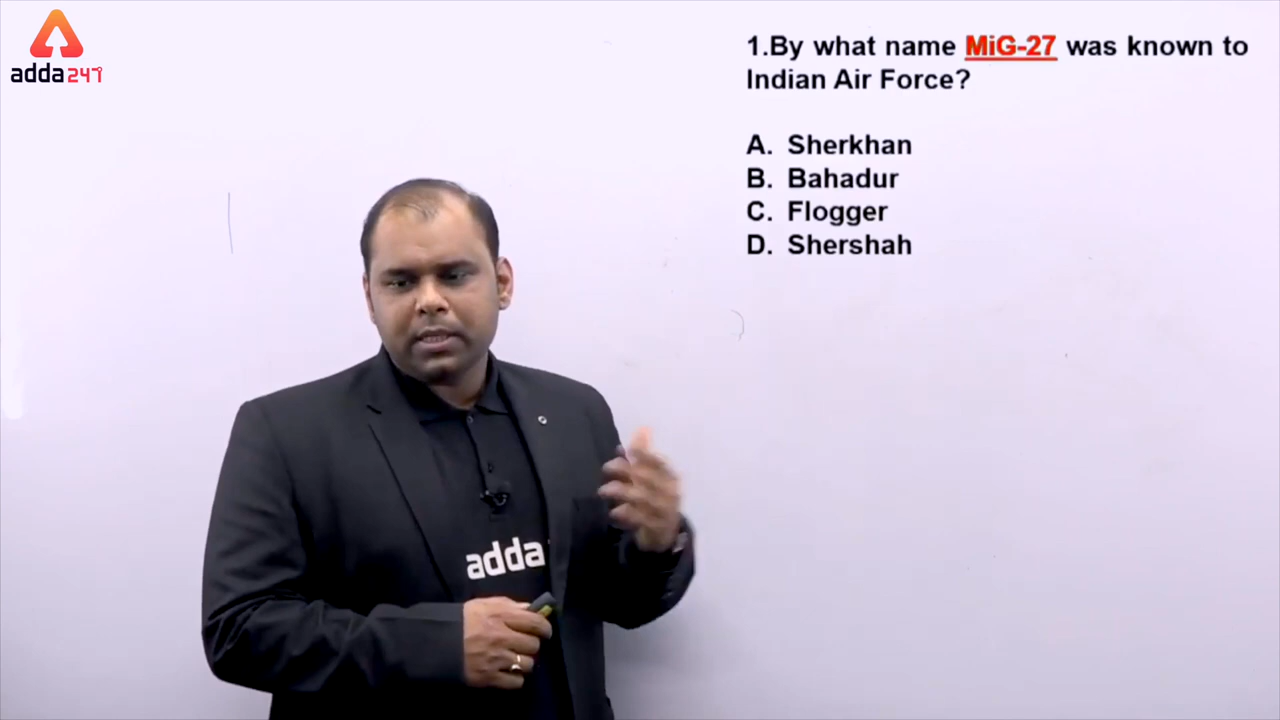 adda247
1.By what name MiG-27 was known to
Indian Air Force?
A. Sherkhan
B. Bahadur
C. Flogger
D. Shershah
adda